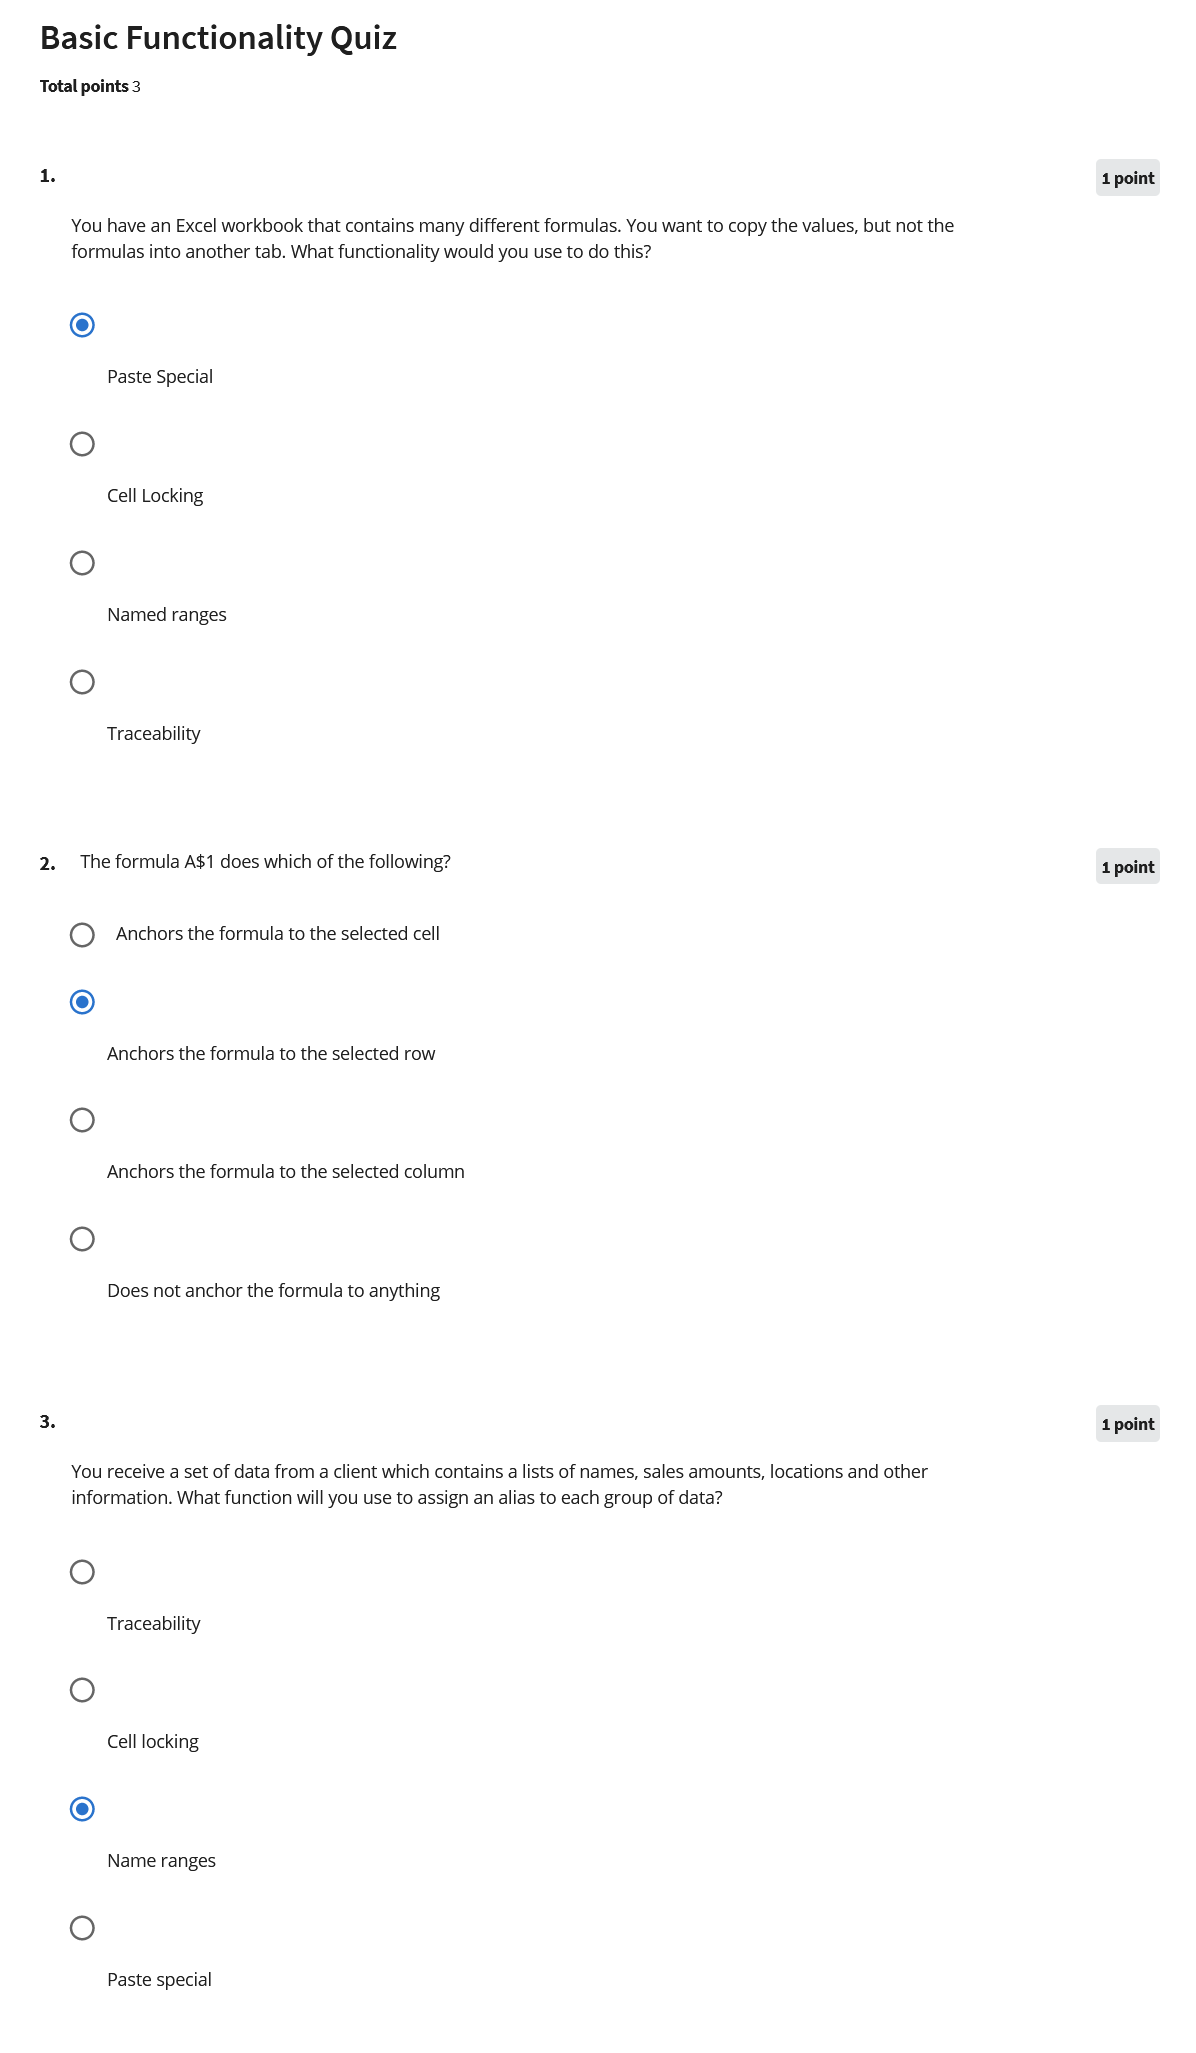 Basic Functionality Quiz
Total points 3
1.
1 point
You have an Excel workbook that contains many different formulas. You want to copy the values, but not the
formulas into another tab. What functionality would you use to do this?
Paste Special
Cell Locking
Named ranges
Traceability
2. The formula A$1 does which of the following?
1 point
Anchors the formula to the selected cell
Anchors the formula to the selected row
Anchors the formula to the selected column
Does not anchor the formula to anything
3.
1 point
You receive a set of data from a client which contains a lists of names, sales amounts, locations and other
information. What function will you use to assign an alias to each group of data?
Traceability
Cell locking
Name ranges
Paste special